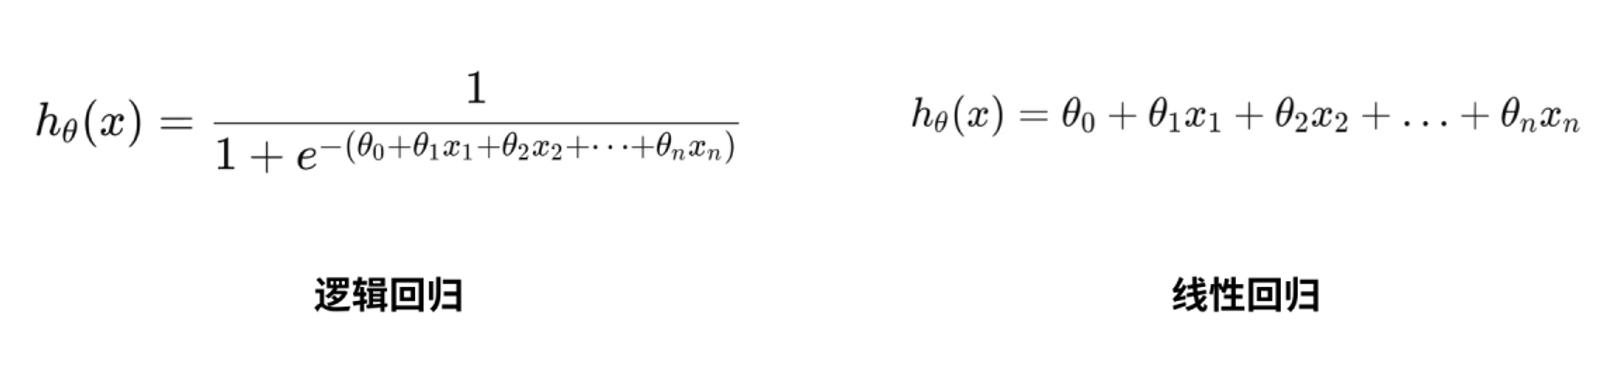 h_θ(x) = \frac{1}{1 + e^{-(θ_0+θ_1x_1+θ_2x_2+⋯+θ_nx_n)}}
h_θ(x) = θ_0 + θ_1x_1 + θ_2x_2 + … + θ_nx_n
逻辑回归
线性回归